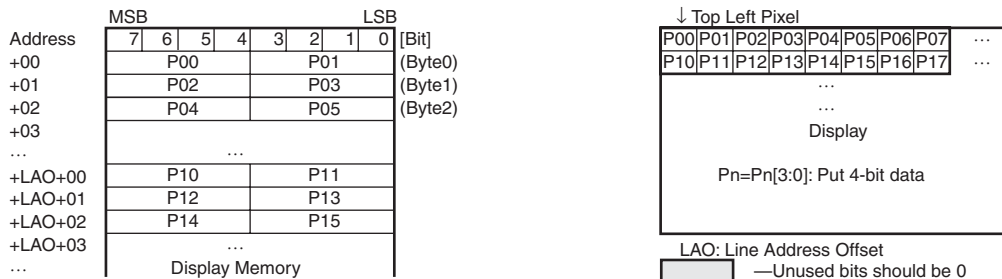 MSB LSB
Address 7 6 5 4 3 2 1 0 [Bit]
+00 P00 P01 (Byte0)
+01 P02 P03 (Byte1)
+02 P04 P05 (Byte2)
+03
… …
+LAO+00 P10 P11
+LAO+01 P12 P13
+LAO+02 P14 P15
+LAO+03 …
… Display Memory
↓ Top Left Pixel
P00 P01 P02 P03 P04 P05 P06 P07 …
P10 P11 P12 P13 P14 P15 P16 P17 …
…
…
Display
Pn=Pn[3:0]: Put 4-bit data
LAO: Line Address Offset
—Unused bits should be 0